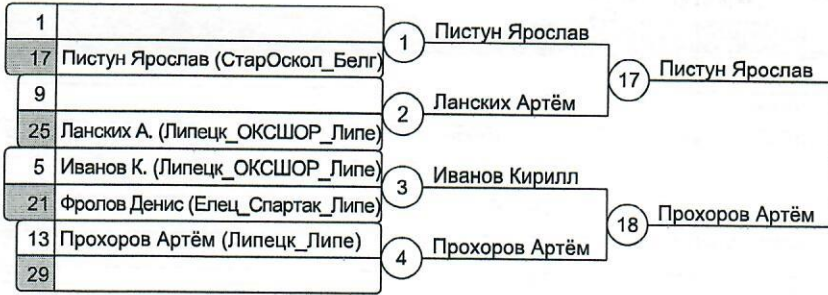 1
17 Пистун Ярослав (СтарОскол_Белг)
1
Пистун Ярослав
17
Пистун Ярослав
9
25 Ланских А. (Липецк_ОКСШОР_Липе)
2
Ланских Артём
5 Иванов К. (Липецк_ОКСШОР_Липе)
21 Фролов Денис (Елец_Спартак_Липе)
3
Иванов Кирилл
18
Прохоров Артём
13 Прохоров Артём (Липецк_Липе)
29
4
Прохоров Артём